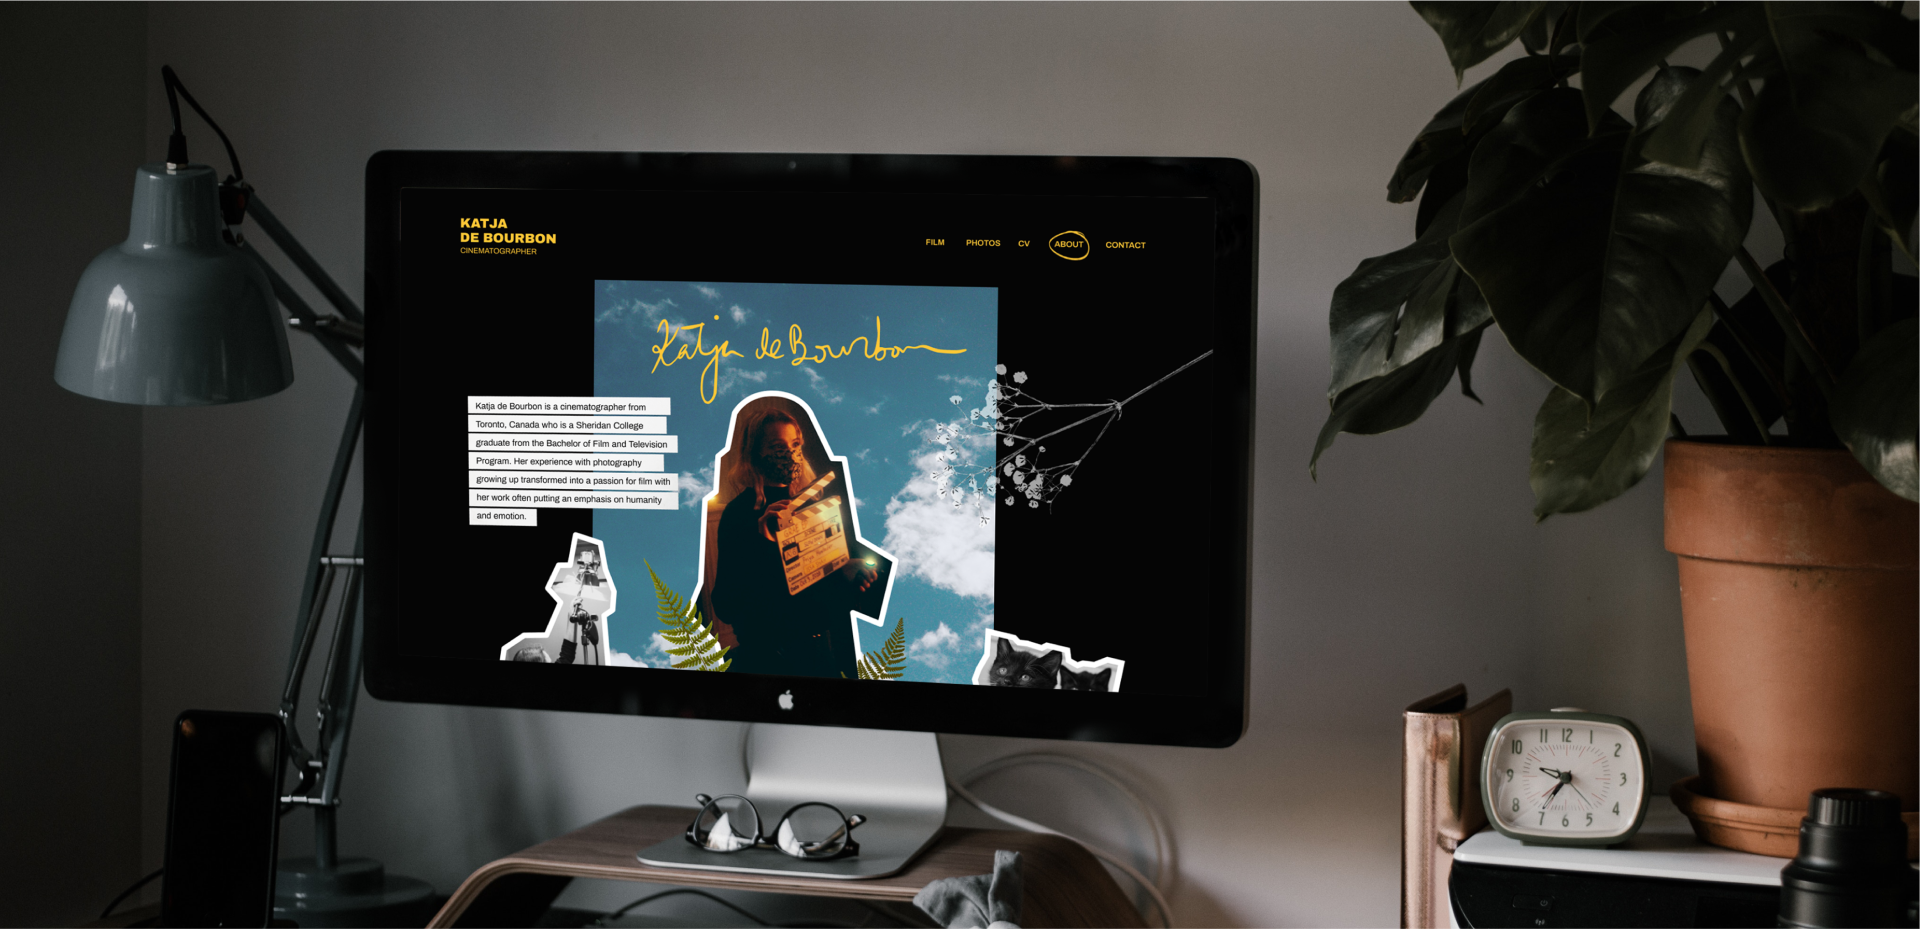 KATJA
DE BOURBON
CINEMATOGRAPHER
FILM PHOTOS CV ABOUT CONTACT
Katja de Bourbon
Katja de Bourbon is a cinematographer from
Toronto, Canada who is a Sheridan College
graduate from the Bachelor of Film and Television
Program. Her experience with photography
growing up transformed into a passion for film with
her work often putting an emphasis on humanity
and emotion.
11 12 1
10 2
9 3
8 4
7 6 5